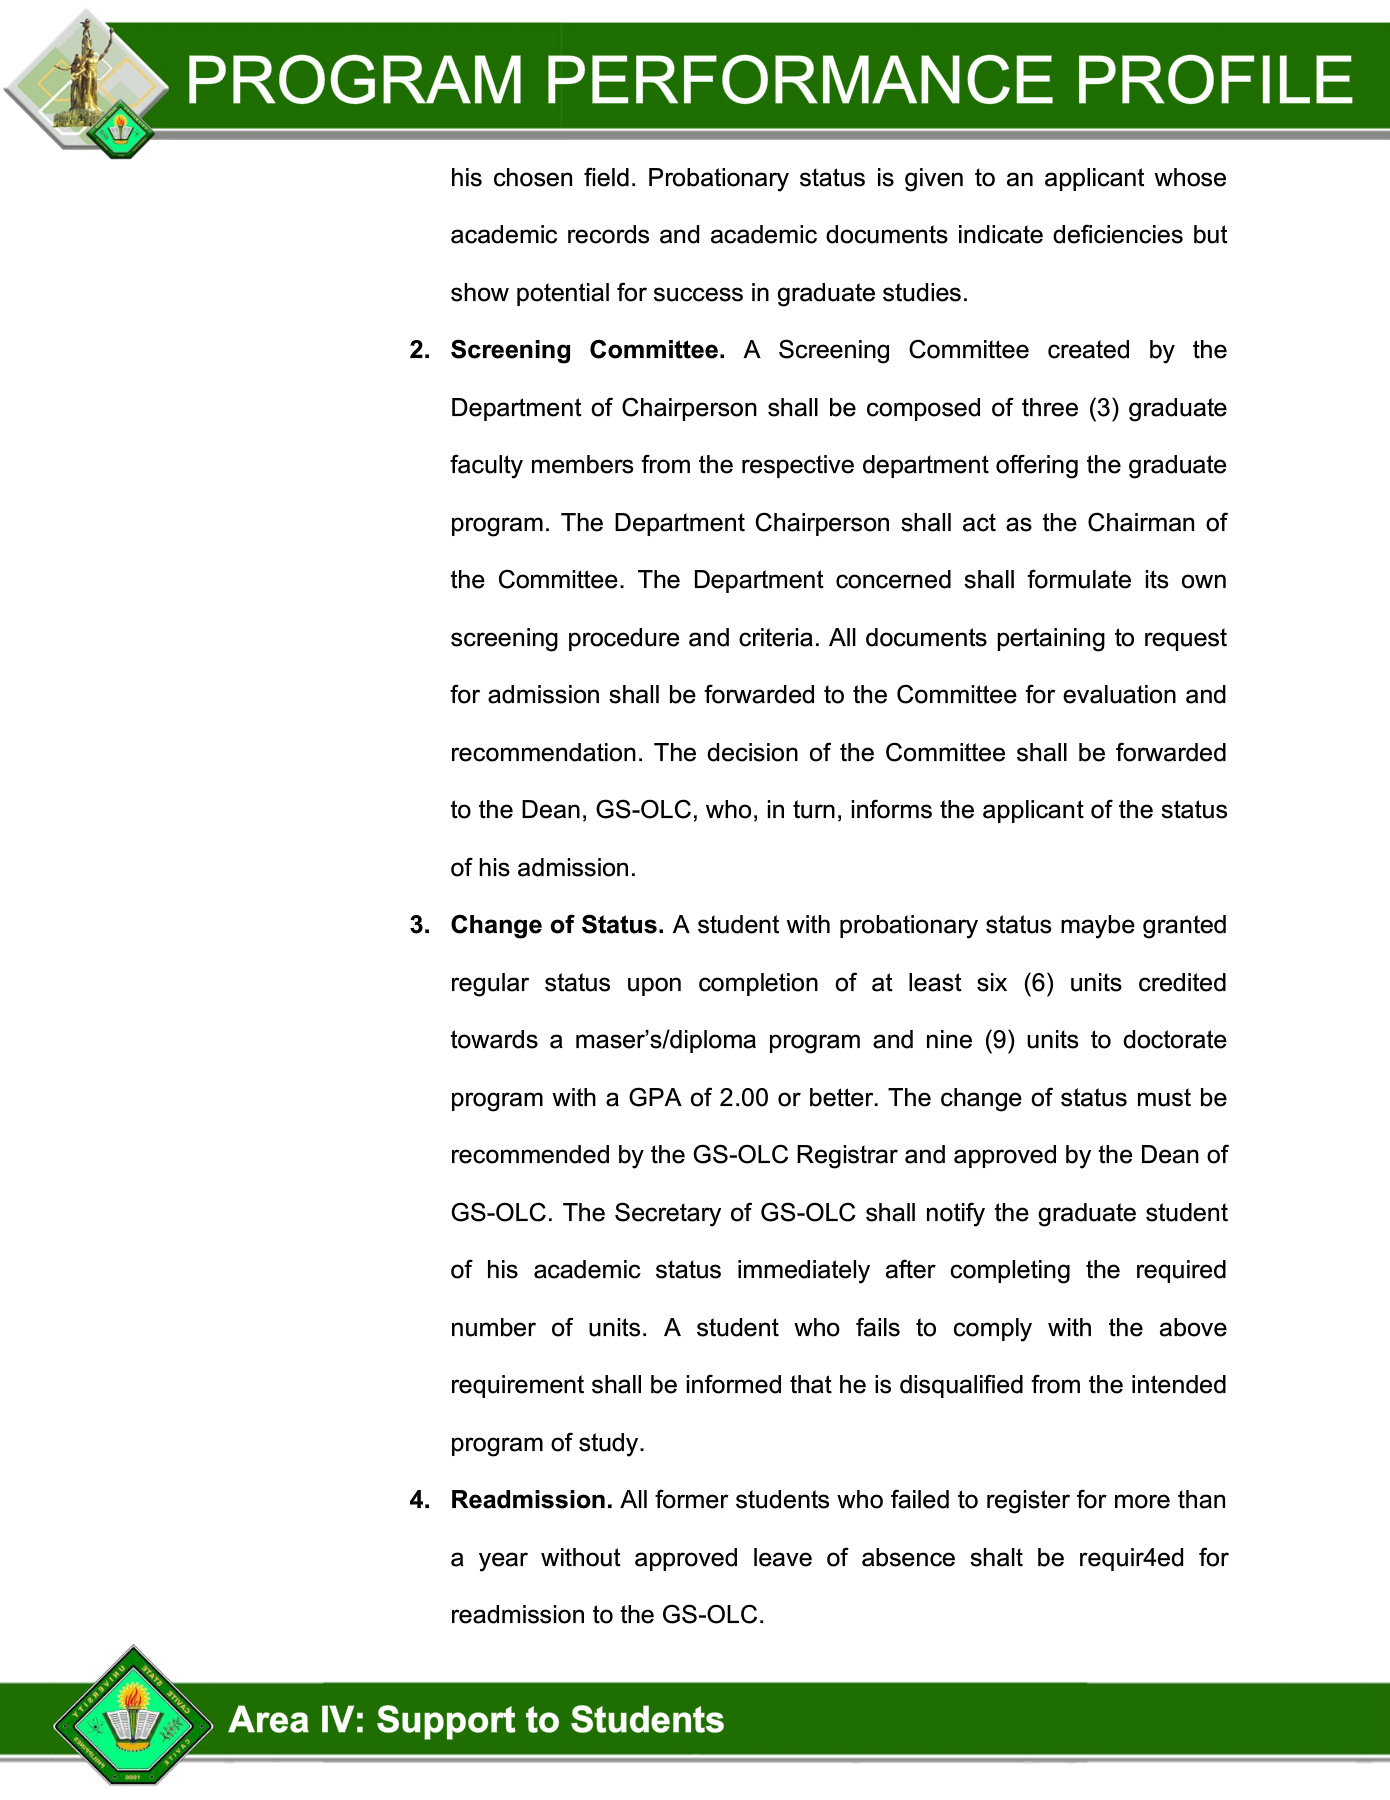 PROGRAM PERFORMANCE PROFILE
his chosen field. Probationary status is given to an applicant whose
academic records and academic documents indicate deficiencies but
show potential for success in graduate studies.
2. Screening Committee. A Screening Committee created by the
Department of Chairperson shall be composed of three (3) graduate
faculty members from the respective department offering the graduate
program. The Department Chairperson shall act as the Chairman of
the Committee. The Department concerned shall formulate its own
screening procedure and criteria. All documents pertaining to request
for admission shall be forwarded to the Committee for evaluation and
recommendation. The decision of the Committee shall be forwarded
to the Dean, GS-OLC, who, in turn, informs the applicant of the status
of his admission.
3. Change of Status. A student with probationary status maybe granted
regular status upon completion of at least six (6) units credited
towards a maser’s/diploma program and nine (9) units to doctorate
program with a GPA of 2.00 or better. The change of status must be
recommended by the GS-OLC Registrar and approved by the Dean of
GS-OLC. The Secretary of GS-OLC shall notify the graduate student
of his academic status immediately after completing the required
number of units. A student who fails to comply with the above
requirement shall be informed that he is disqualified from the intended
program of study.
4. Readmission. All former students who failed to register for more than
a year without approved leave of absence shalt be requir4ed for
readmission to the GS-OLC.
CAVITE STATE UNIVERSITY
CAVITE PHILIPPINES
Area IV: Support to Students